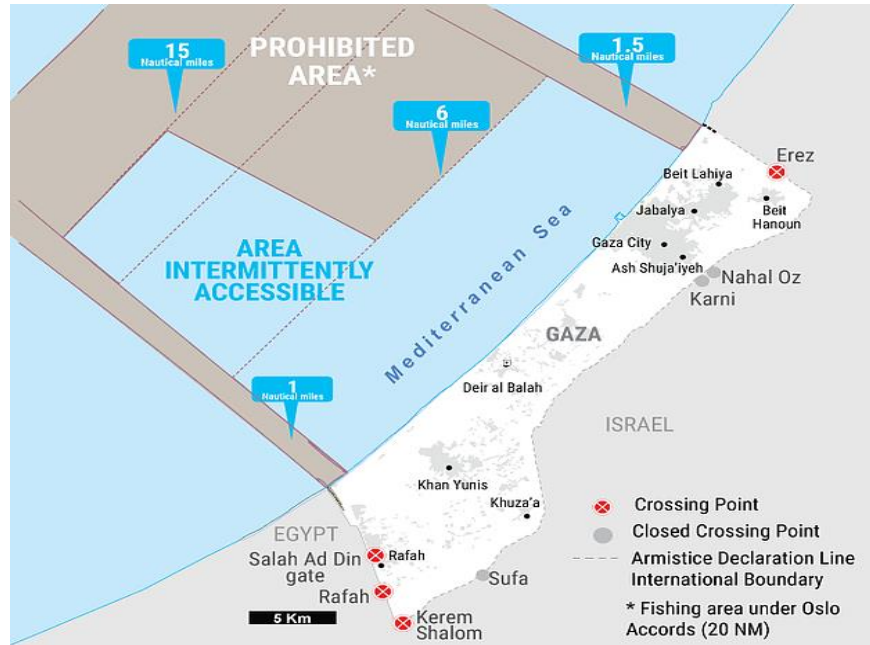 15
Nautical miles
PROHIBITED
AREA*
1.5
Nautical miles
6
Nautical miles
Erez
Beit Lahiya
Jabalya
Beit
Hanoun
Gaza City
Ash Shuja'iyeh
Nahal Oz
Karni
AREA
INTERMITTENTLY
ACCESSIBLE
Mediterranean Sea
GAZA
1
Nautical miles
Deir al Balah
ISRAEL
Khan Yunis
Khuza'a
EGYPT
Salah Ad Din
gate
Rafah
Rafah
Sufa
Kerem
Shalom
5 Km
Crossing Point
Closed Crossing Point
Armistice Declaration Line
International Boundary
* Fishing area under Oslo
Accords (20 NM)